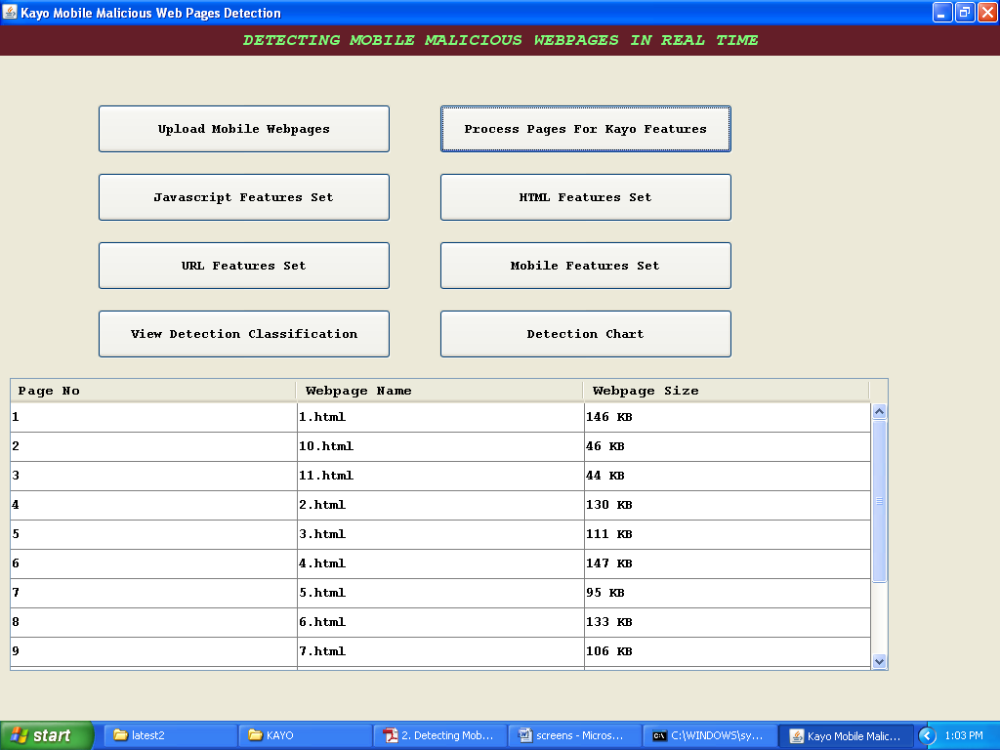 Kayo Mobile Malicious Web Pages Detection
DETECTING MOBILE MALICIOUS WEBPAGES IN REAL TIME
Upload Mobile Webpages
Process Pages For Kayo Features
Javascript Features Set
HTML Features Set
URL Features Set
Mobile Features Set
View Detection Classification
Detection Chart
Page No Webpage Name Webpage Size
1 1.html 146 KB
2 10.html 46 KB
3 11.html 44 KB
4 2.html 130 KB
5 3.html 111 KB
6 4.html 147 KB
7 5.html 95 KB
8 6.html 133 KB
9 7.html 106 KB
start latest2 KAYO 2. Detecting Mob... screens - Micros... C:\WINDOWS\sy... Kayo Mobile Malic... 1:03 PM